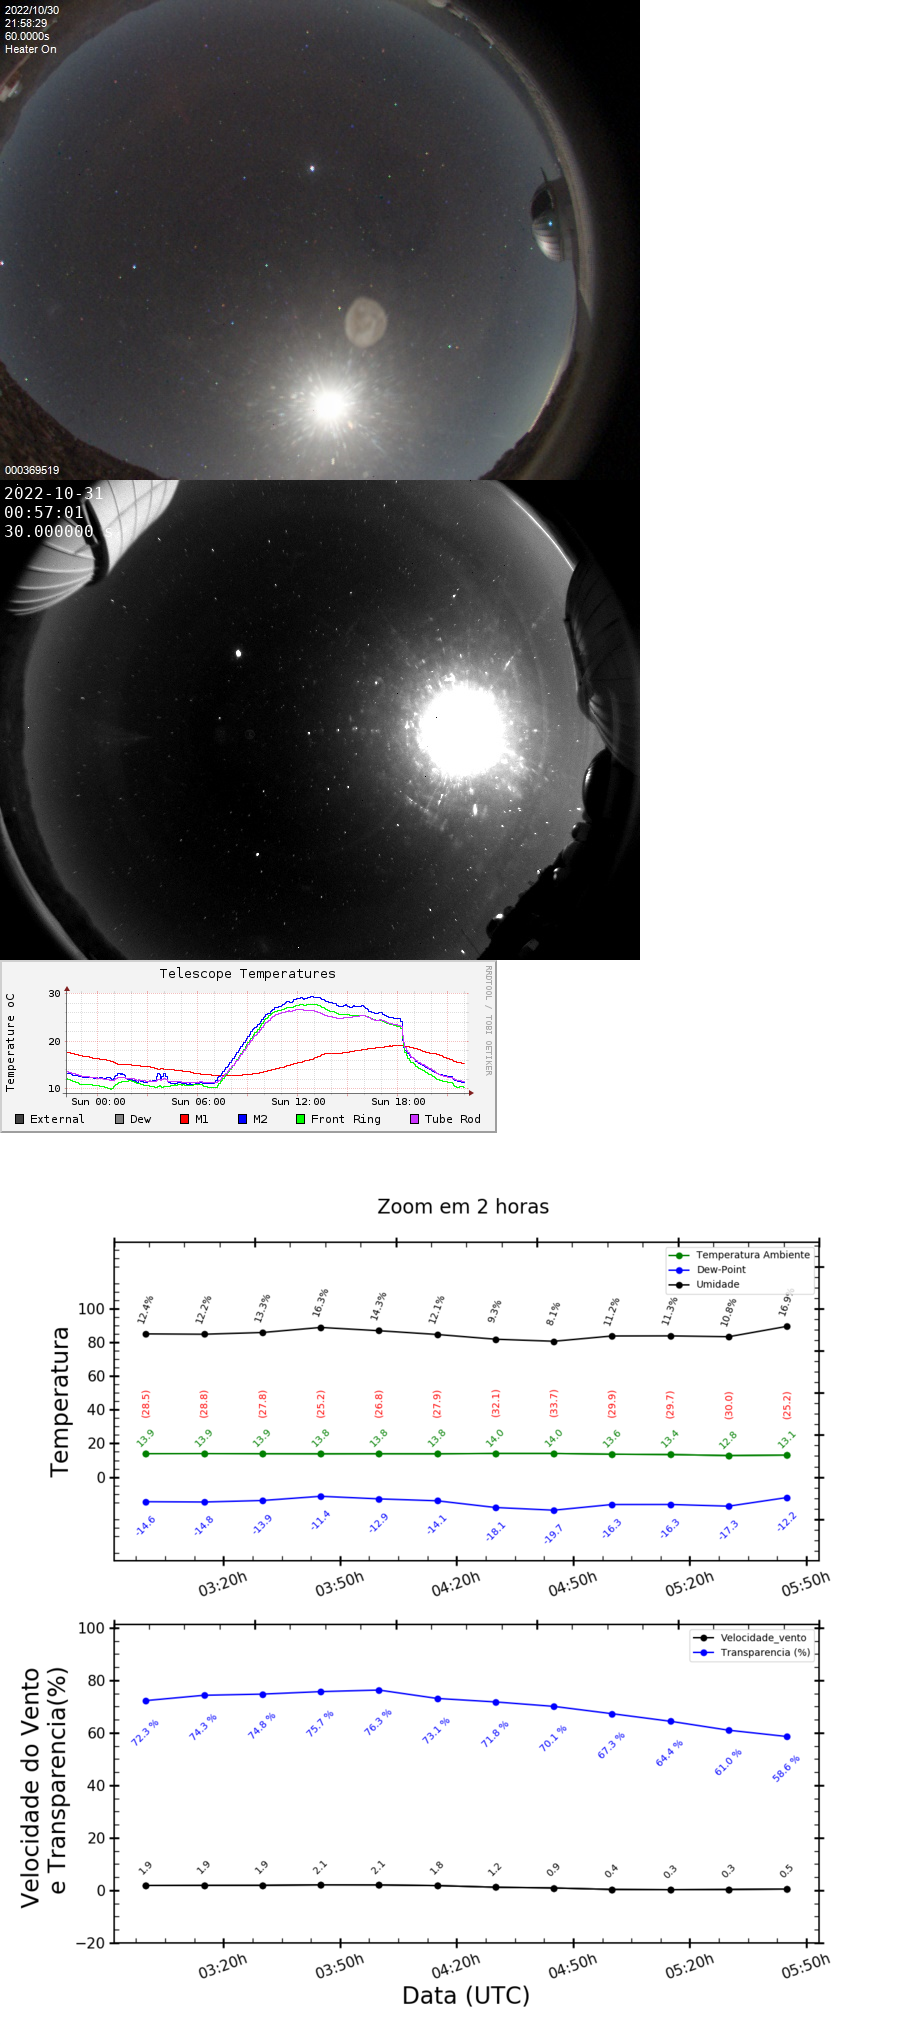 2022/10/30
21:58:29
60.0000s
Heater On
000369519
2022-10-31
00:57:01
30.000000 s
Telescope Temperatures
RRDTOOL / TOBI OETIKER
Temperature oC
30
20
10
Sun 00:00 Sun 06:00 Sun 12:00 Sun 18:00
External Dew M1 M2 Front Ring Tube Rod
Zoom em 2 horas
Temperatura Ambiente
Dew-Point
Umidade
Temperatura
100
80
60
40
20
0
12.4% 12.2% 13.3% 16.3% 14.3% 12.1% 9.3% 8.1% 11.2% 11.3% 10.8% 16.9%
(28.5) (28.8) (27.8) (25.2) (26.8) (27.9) (32.1) (33.7) (29.9) (29.7) (30.0) (25.2)
13.9 13.9 13.9 13.8 13.8 13.8 14.0 14.0 13.6 13.4 12.8 13.1
-14.6 -14.8 -13.9 -11.4 -12.9 -14.1 -18.1 -19.7 -16.3 -16.3 -17.3 -12.2
03:20h 03:50h 04:20h 04:50h 05:20h 05:50h
Velocidade_vento
Transparencia (%)
Velocidade do Vento
e Transparencia(%)
100
80
60
40
20
0
−20
72.3 % 74.3 % 74.8 % 75.7 % 76.3 % 73.1 % 71.8 % 70.1 % 67.3 % 64.4 % 61.0 % 58.6 %
1.9 1.9 1.9 2.1 2.1 1.8 1.2 0.9 0.4 0.3 0.3 0.5
03:20h 03:50h 04:20h 04:50h 05:20h 05:50h
Data (UTC)